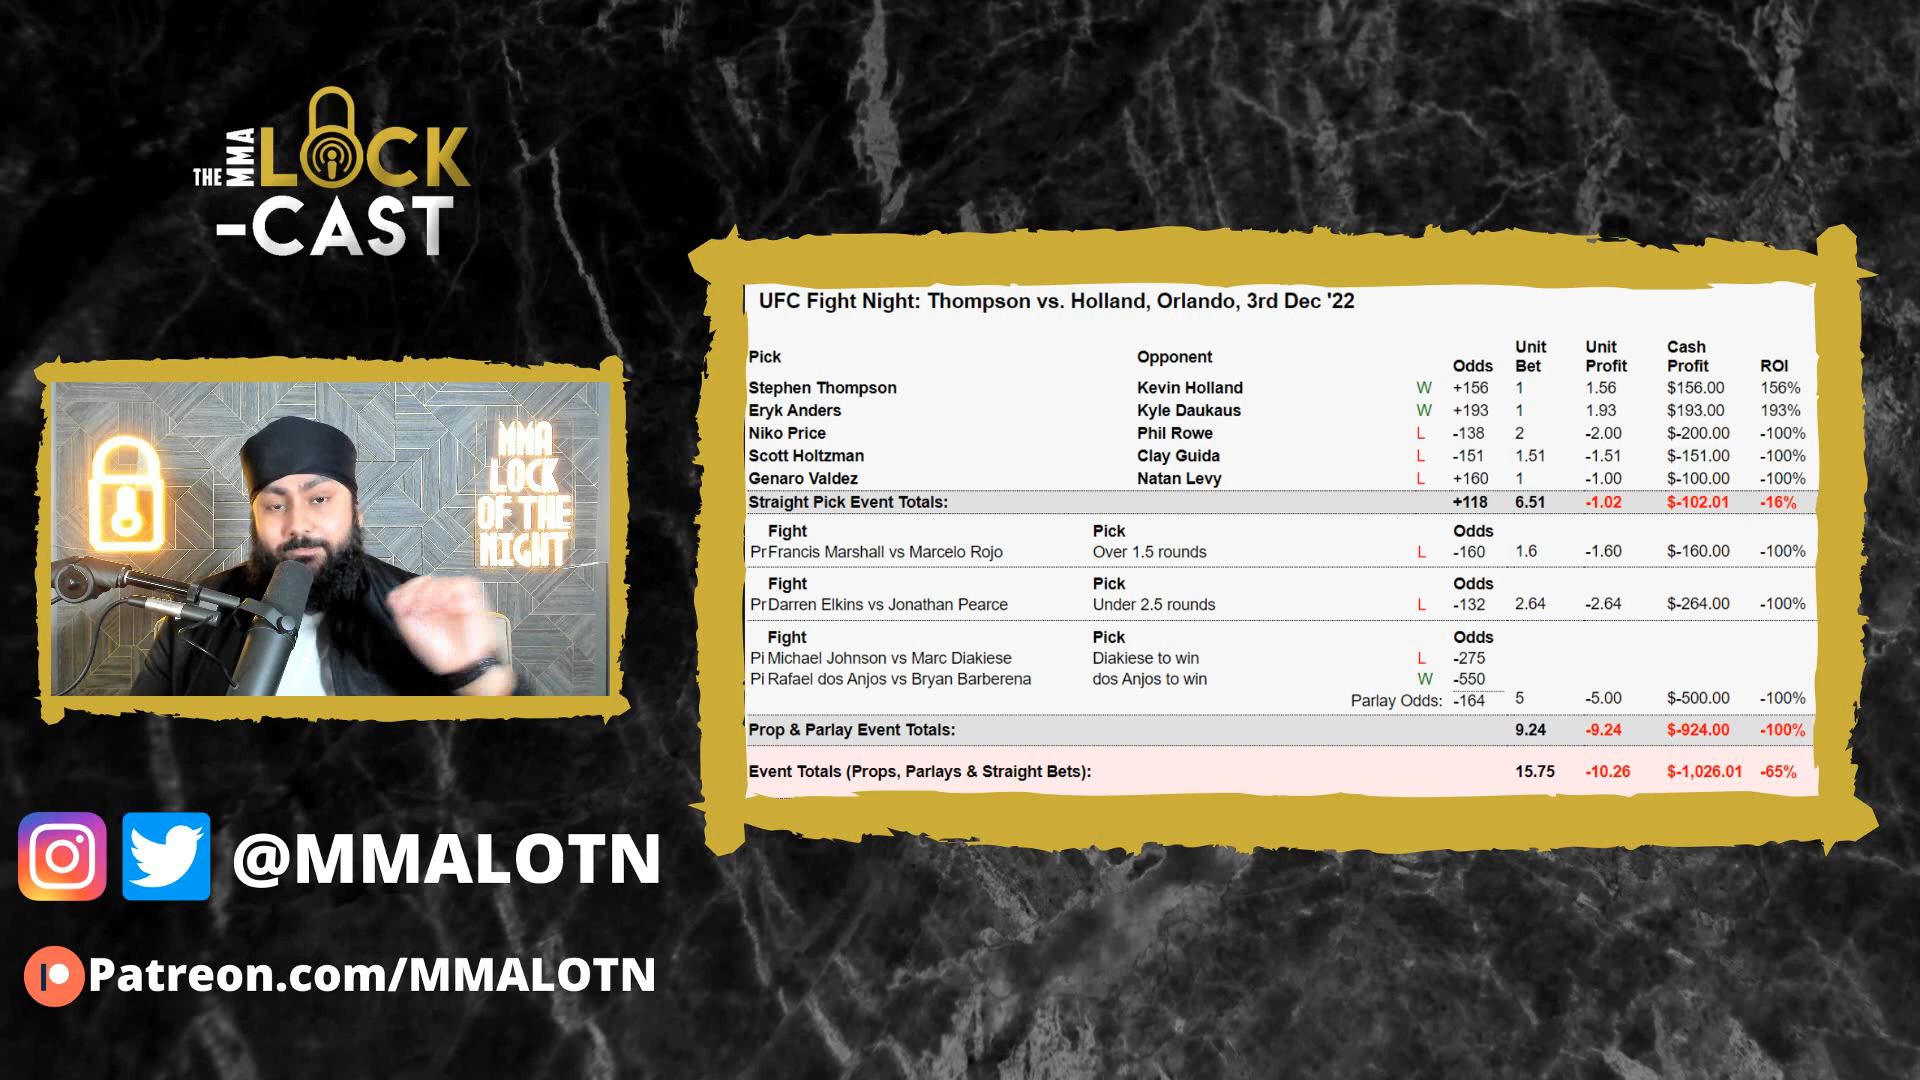 THE MMA LOCK
-CAST
MMA
LOCK
OF THE
NIGHT
@MMALOTN
Patreon.com/MMALOTN
UFC Fight Night: Thompson vs. Holland, Orlando, 3rd Dec '22
Pick Opponent Odds Unit Bet Unit Profit Cash Profit ROI
Stephen Thompson Kevin Holland W +156 1 1.56 $156.00 156%
Eryk Anders Kyle Daukaus W +193 1 1.93 $193.00 193%
Niko Price Phil Rowe L -138 2 -2.00 $-200.00 -100%
Scott Holtzman Clay Guida L -151 1.51 -1.51 $-151.00 -100%
Genaro Valdez Natan Levy L +160 1 -1.00 $-100.00 -100%
Straight Pick Event Totals: +118 6.51 -1.02 $-102.01 -16%
Fight Pick Odds
Pr Francis Marshall vs Marcelo Rojo Over 1.5 rounds L -160 1.6 -1.60 $-160.00 -100%
Fight Pick Odds
Pr Darren Elkins vs Jonathan Pearce Under 2.5 rounds L -132 2.64 -2.64 $-264.00 -100%
Fight Pick Odds
Pi Michael Johnson vs Marc Diakiese Diakiese to win L -275
Pi Rafael dos Anjos vs Bryan Barberena dos Anjos to win W -550
Parlay Odds: -164 5 -5.00 $-500.00 -100%
Prop & Parlay Event Totals: 9.24 -9.24 $-924.00 -100%
Event Totals (Props, Parlays & Straight Bets): 15.75 -10.26 $-1,026.01 -65%